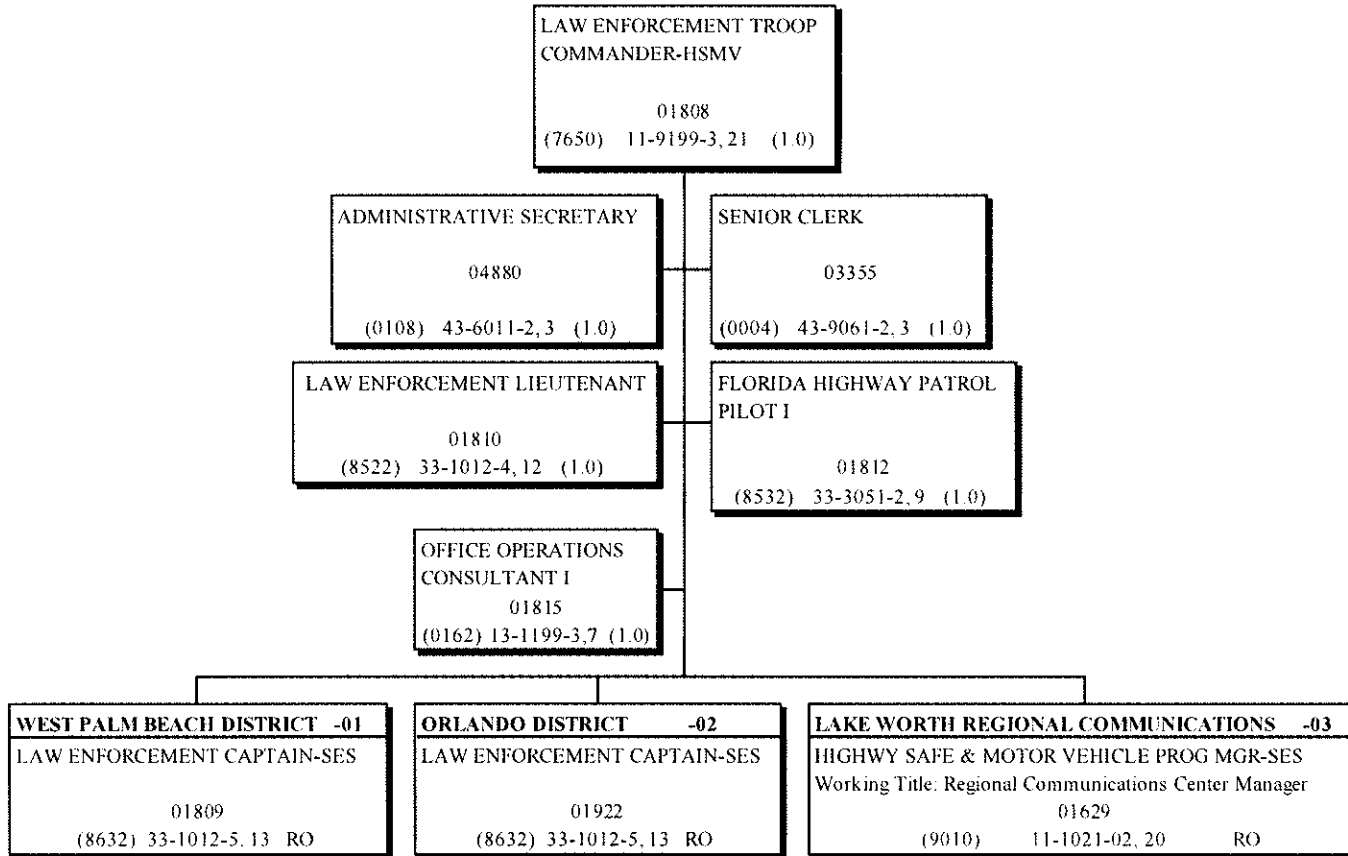 LAW ENFORCEMENT TROOP
COMMANDER-HSMV
01808
(7650) 11-9199-3, 21 (1.0)
ADMINISTRATIVE SECRETARY
04880
(0108) 43-6011-2, 3 (1.0)
SENIOR CLERK
03355
(0004) 43-9061-2, 3 (1.0)
LAW ENFORCEMENT LIEUTENANT
01810
(8522) 33-1012-4, 12 (1.0)
FLORIDA HIGHWAY PATROL
PILOT I
01812
(8532) 33-3051-2, 9 (1.0)
OFFICE OPERATIONS
CONSULTANT I
01815
(0162) 13-1199-3,7 (1.0)
WEST PALM BEACH DISTRICT -01
LAW ENFORCEMENT CAPTAIN-SES
01809
(8632) 33-1012-5, 13 RO
ORLANDO DISTRICT -02
LAW ENFORCEMENT CAPTAIN-SES
01922
(8632) 33-1012-5, 13 RO
LAKE WORTH REGIONAL COMMUNICATIONS -03
HIGHWY SAFE & MOTOR VEHICLE PROG MGR-SES
Working Title: Regional Communications Center Manager
01629
(9010) 11-1021-02, 20 RO